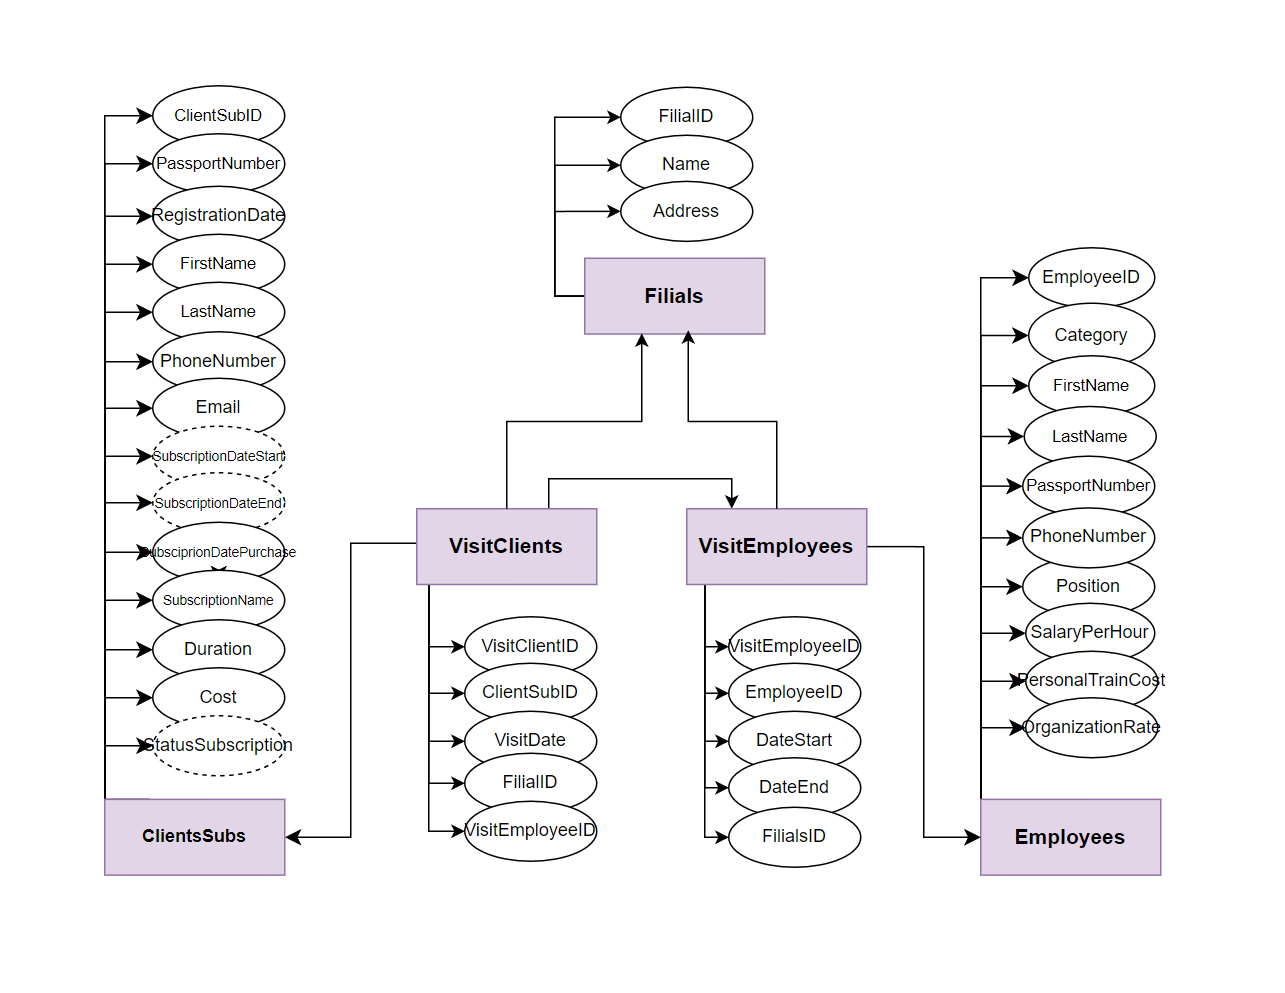 ClientSubID
PassportNumber
RegistrationDate
FirstName
LastName
PhoneNumber
Email
SubscriptionDateStart
SubscriptionDateEnd
SubsciprionDatePurchase
SubscriptionName
Duration
Cost
StatusSubscription
ClientsSubs
FilialID
Name
Address
Filials
VisitClients
VisitClientID
ClientSubID
VisitDate
FilialID
VisitEmployeeID
VisitEmployees
VisitEmployeeID
EmployeeID
DateStart
DateEnd
FilialsID
EmployeeID
Category
FirstName
LastName
PassportNumber
PhoneNumber
Position
SalaryPerHour
PersonalTrainCost
OrganizationRate
Employees